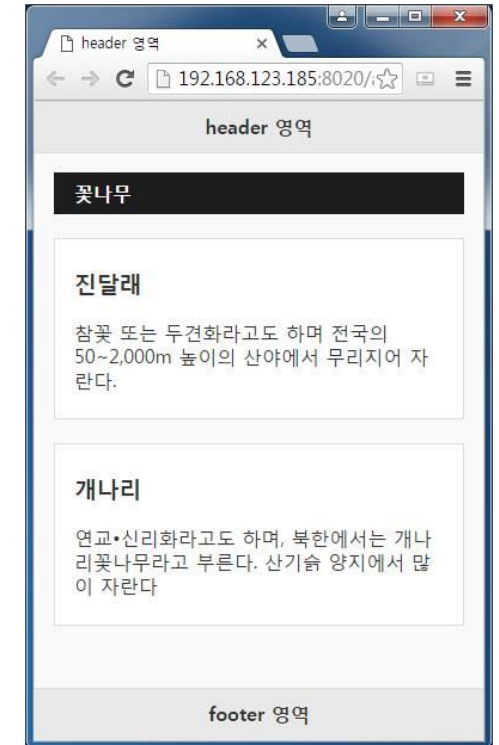 header 영역
192.168.123.185:8020/
header 영역
꽃나무
진달래
참꽃 또는 두견화라고도 하며 전국의
50~2,000m 높이의 산야에서 무리지어 자
란다.
개나리
연교•신리화라고도 하며, 북한에서는 개나
리꽃나무라고 부른다. 산기슭 양지에서 많
이 자란다
footer 영역